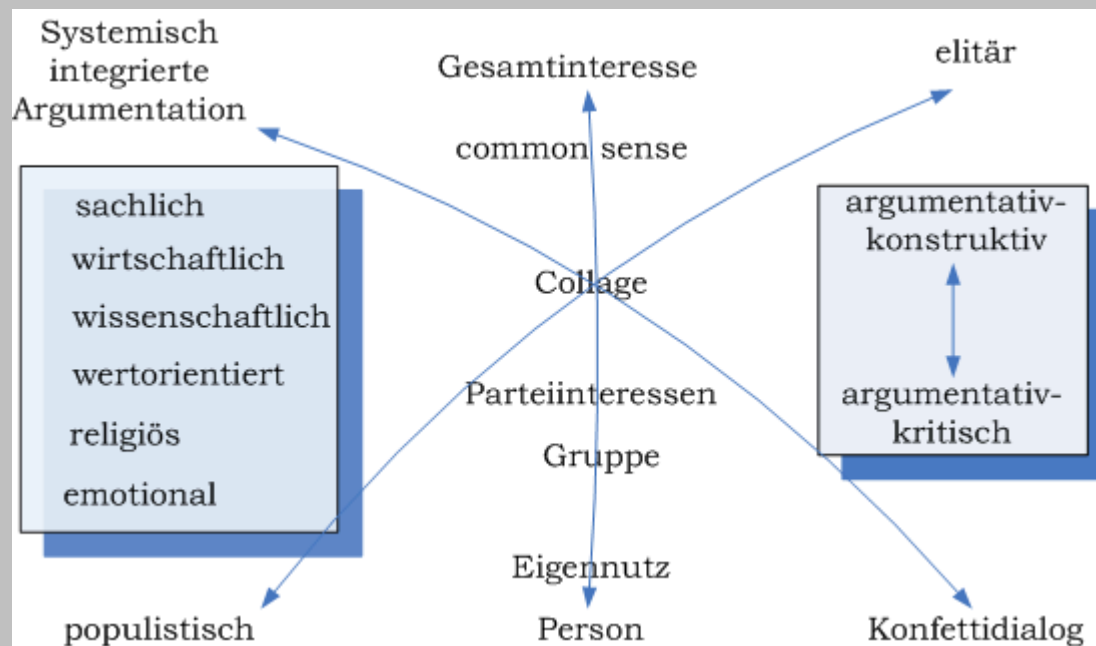 Systemisch
integrierte
Argumentation
Gesamtinteresse
elitär
common sense
sachlich
wirtschaftlich
wissenschaftlich
wertorientiert
religiös
emotional
Collage
argumentativ-
konstruktiv
argumentativ-
kritisch
Parteiinteressen
Gruppe
Eigennutz
populistisch
Person
Konfettidialog